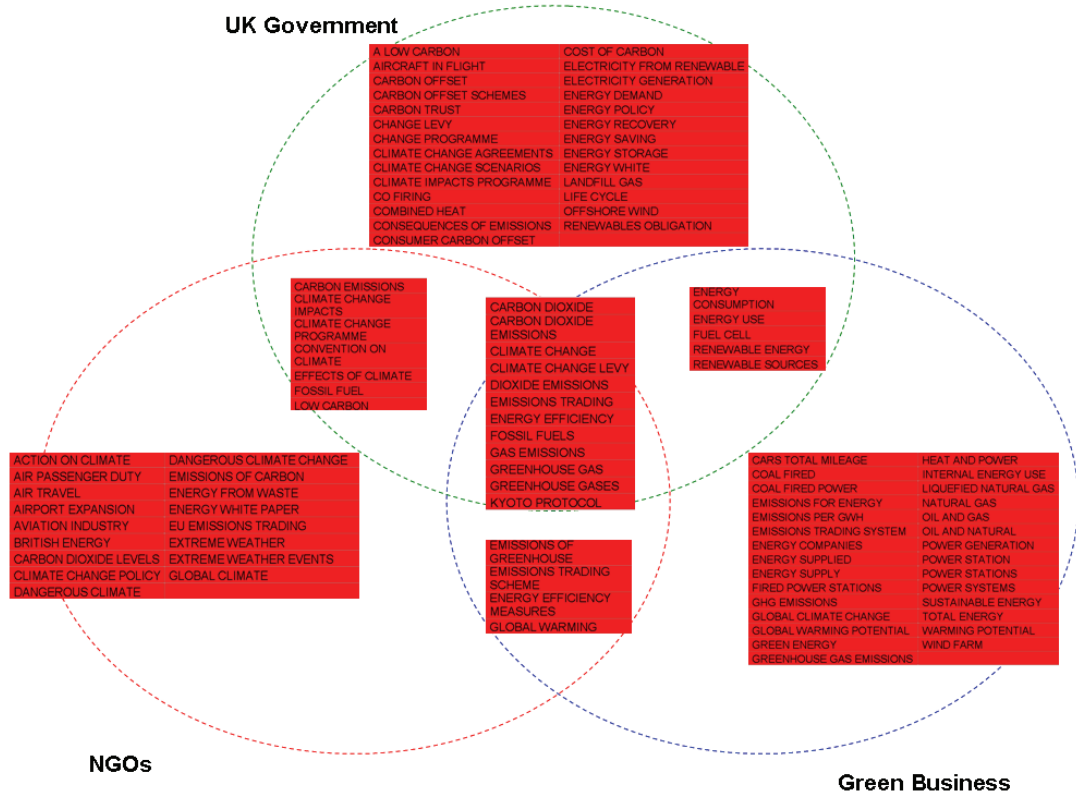 UK Government
A LOW CARBON
AIRCRAFT IN FLIGHT
CARBON OFFSET
CARBON OFFSET SCHEMES
CARBON TRUST
CHANGE LEVY
CHANGE PROGRAMME
CLIMATE CHANGE AGREEMENTS
CLIMATE CHANGE SCENARIOS
CLIMATE IMPACTS PROGRAMME
CO FIRING
COMBINED HEAT
CONSEQUENCES OF EMISSIONS
CONSUMER CARBON OFFSET
COST OF CARBON
ELECTRICITY FROM RENEWABLE
ELECTRICITY GENERATION
ENERGY DEMAND
ENERGY POLICY
ENERGY RECOVERY
ENERGY SAVING
ENERGY STORAGE
ENERGY WHITE
LANDFILL GAS
LIFE CYCLE
OFFSHORE WIND
RENEWABLES OBLIGATION
CARBON EMISSIONS
CLIMATE CHANGE
IMPACTS
CLIMATE CHANGE
PROGRAMME
CONVENTION ON
CLIMATE
EFFECTS OF CLIMATE
FOSSIL FUEL
LOW CARBON
CARBON DIOXIDE
CARBON DIOXIDE
EMISSIONS
CLIMATE CHANGE
CLIMATE CHANGE LEVY
DIOXIDE EMISSIONS
EMISSIONS TRADING
ENERGY EFFICIENCY
FOSSIL FUELS
GAS EMISSIONS
GREENHOUSE GAS
GREENHOUSE GASES
KYOTO PROTOCOL
ENERGY
CONSUMPTION
ENERGY USE
FUEL CELL
RENEWABLE ENERGY
RENEWABLE SOURCES
ACTION ON CLIMATE
AIR PASSENGER DUTY
AIR TRAVEL
AIRPORT EXPANSION
AVIATION INDUSTRY
BRITISH ENERGY
CARBON DIOXIDE LEVELS
CLIMATE CHANGE POLICY
DANGEROUS CLIMATE
DANGEROUS CLIMATE CHANGE
EMISSIONS OF CARBON
ENERGY FROM WASTE
ENERGY WHITE PAPER
EU EMISSIONS TRADING
EXTREME WEATHER
EXTREME WEATHER EVENTS
GLOBAL CLIMATE
EMISSIONS OF
GREENHOUSE
EMISSIONS TRADING
SCHEME
ENERGY EFFICIENCY
MEASURES
GLOBAL WARMING
CARS TOTAL MILEAGE
COAL FIRED
COAL FIRED POWER
EMISSIONS FOR ENERGY
EMISSIONS PER GWH
EMISSIONS TRADING SYSTEM
ENERGY COMPANIES
ENERGY SUPPLIED
ENERGY SUPPLY
FIRED POWER STATIONS
GHG EMISSIONS
GLOBAL CLIMATE CHANGE
GLOBAL WARMING POTENTIAL
GREEN ENERGY
GREENHOUSE GAS EMISSIONS
HEAT AND POWER
INTERNAL ENERGY USE
LIQUEFIED NATURAL GAS
NATURAL GAS
OIL AND GAS
OIL AND NATURAL
POWER GENERATION
POWER STATION
POWER STATIONS
POWER SYSTEMS
SUSTAINABLE ENERGY
TOTAL ENERGY
WARMING POTENTIAL
WIND FARM
NGOs
Green Business